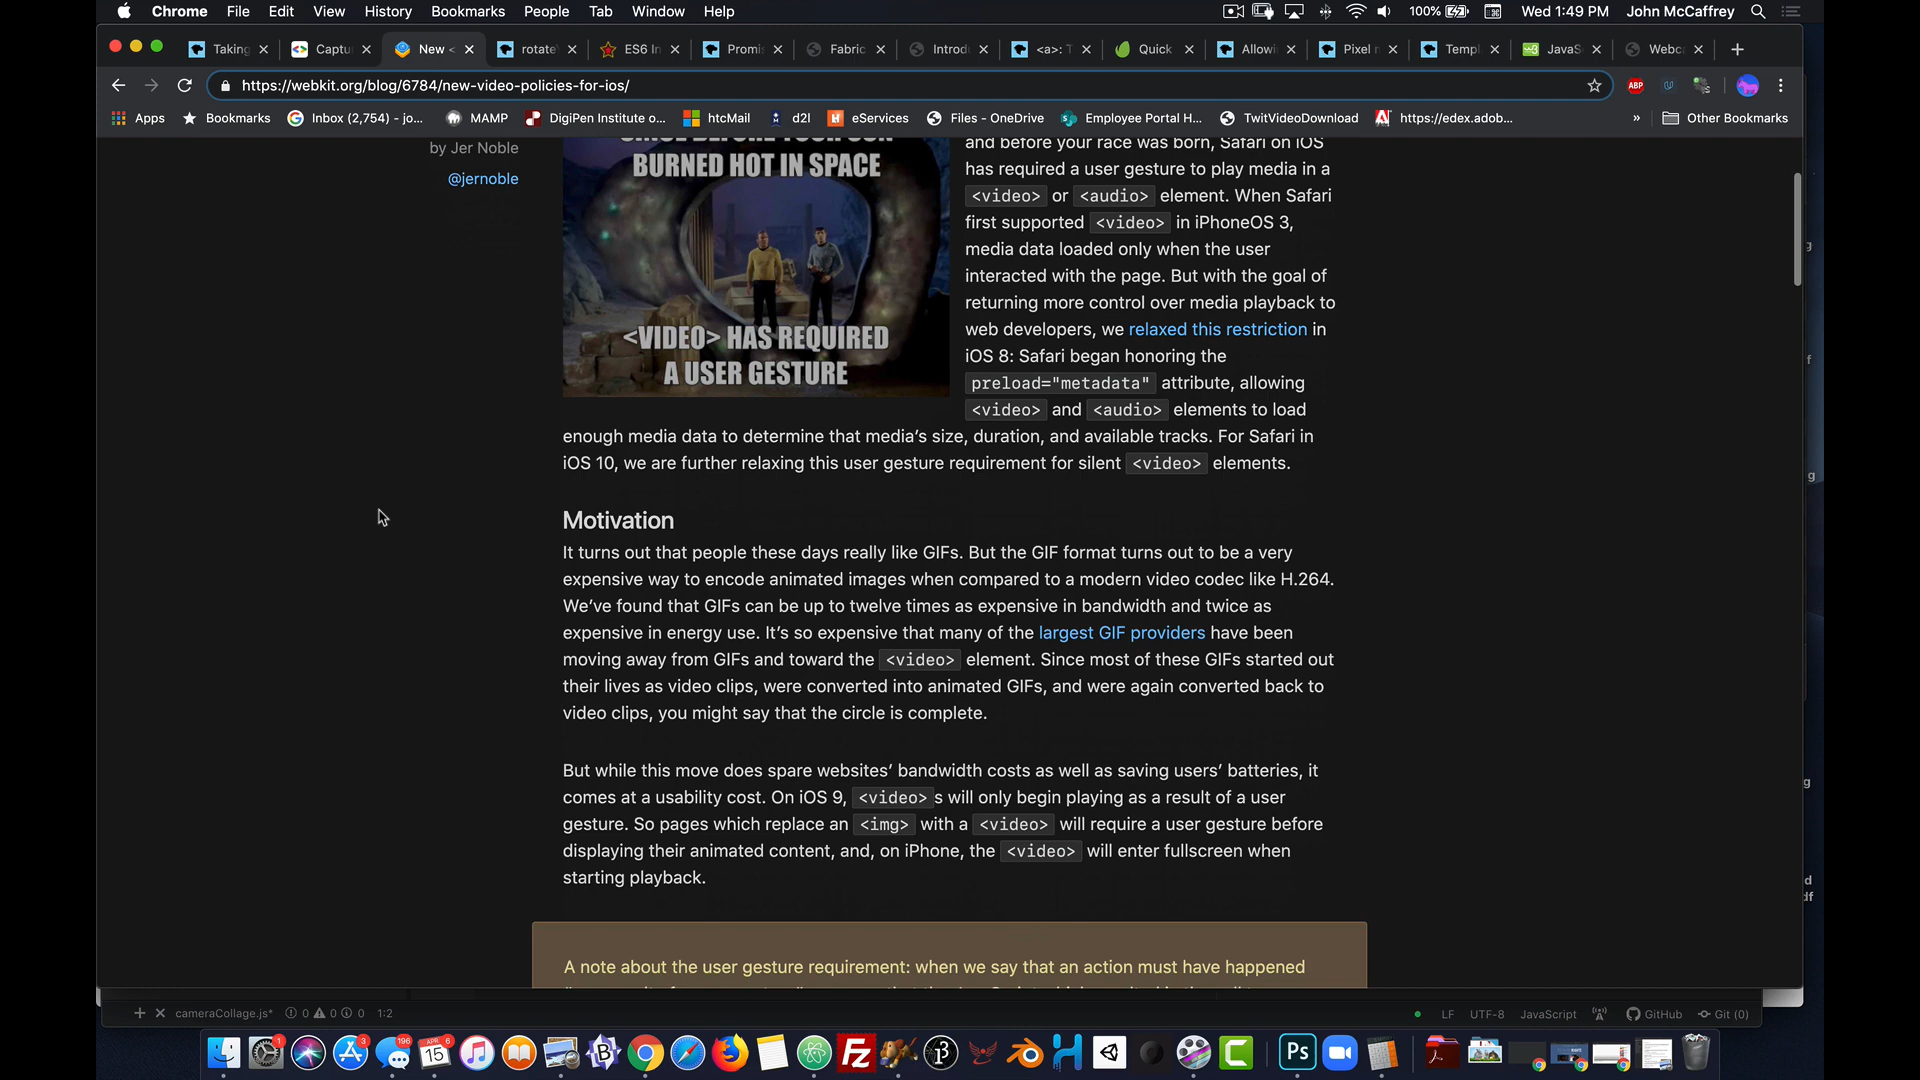 Chrome File Edit View History Bookmarks People Tab Window Help 100% Wed 1:49 PM John McCaffrey
Taking Captu New < rotateY ES6 In Promis Fabric Introdu <a>: T Quick Allowi Pixel r Templ JavaS Webca
https://webkit.org/blog/6784/new-video-policies-for-ios/
Apps Bookmarks Inbox (2,754) - jo... MAMP DigiPen Institute o... htcMail d2l eServices Files - OneDrive Employee Portal H... TwitVideoDownload https://edex.adob... » Other Bookmarks
by Jer Noble
@jernoble
BURNED HOT IN SPACE
<VIDEO> HAS REQUIRED
A USER GESTURE
and before your race was born, Safari on iOS
has required a user gesture to play media in a
<video> or <audio> element. When Safari
first supported <video> in iPhoneOS 3,
media data loaded only when the user
interacted with the page. But with the goal of
returning more control over media playback to
web developers, we relaxed this restriction in
iOS 8: Safari began honoring the
preload="metadata" attribute, allowing
<video> and <audio> elements to load
enough media data to determine that media's size, duration, and available tracks. For Safari in
iOS 10, we are further relaxing this user gesture requirement for silent <video> elements.
Motivation
It turns out that people these days really like GIFs. But the GIF format turns out to be a very
expensive way to encode animated images when compared to a modern video codec like H.264.
We've found that GIFs can be up to twelve times as expensive in bandwidth and twice as
expensive in energy use. It's so expensive that many of the largest GIF providers have been
moving away from GIFs and toward the <video> element. Since most of these GIFs started out
their lives as video clips, were converted into animated GIFs, and were again converted back to
video clips, you might say that the circle is complete.
But while this move does spare websites' bandwidth costs as well as saving users' batteries, it
comes at a usability cost. On iOS 9, <video>s will only begin playing as a result of a user
gesture. So pages which replace an <img> with a <video> will require a user gesture before
displaying their animated content, and, on iPhone, the <video> will enter fullscreen when
starting playback.
A note about the user gesture requirement: when we say that an action must have happened
cameraCollage.js* 0 0 0 1:2 LF UTF-8 JavaScript GitHub Git (0)